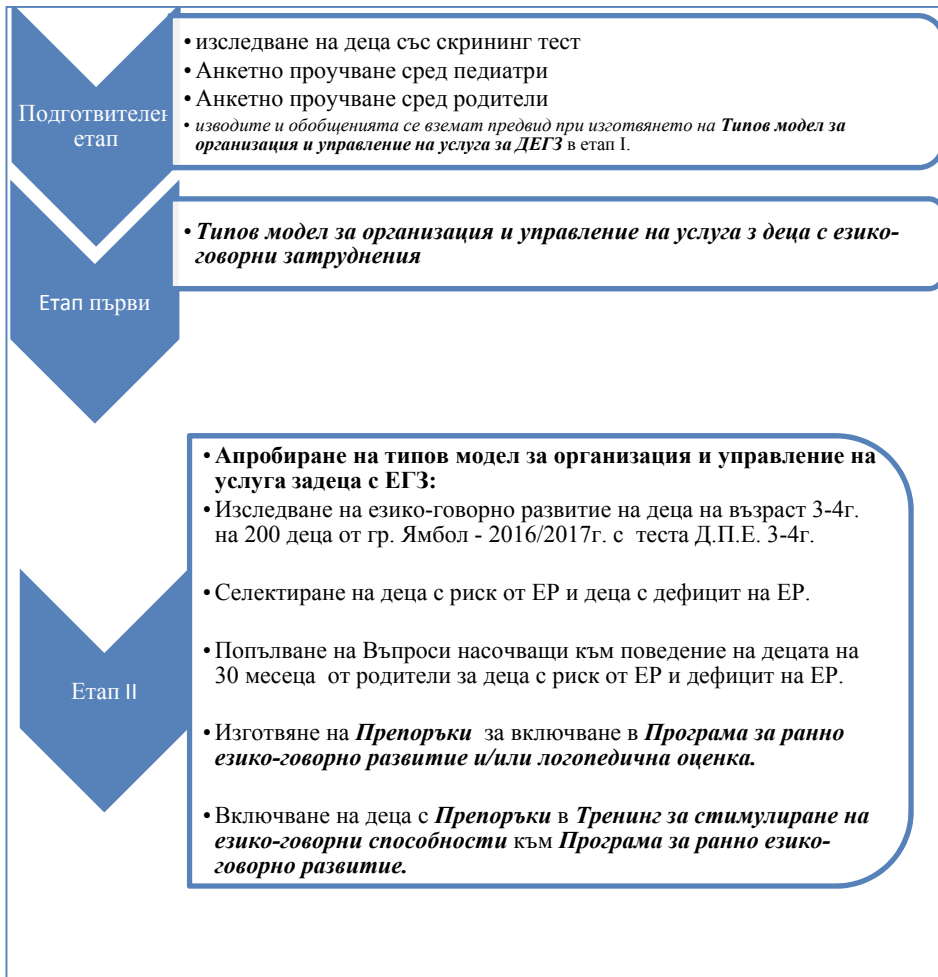 Подготвителен
етап
• изследване на деца със скрининг тест
• Анкетно проучване сред педиатри
• Анкетно проучване сред родители
• изводите и обобщенията се вземат предвид при изготвянето на Типов модел за
организация и управление на услуга за ДЕГЗ в етап I.
Етап първи
• Типов модел за организация и управление на услуга з деца с езико-
говорни затруднения
Етап II
• Апробиране на типов модел за организация и управление на
услуга задеца с ЕГЗ:
• Изследване на езико-говорно развитие на деца на възраст 3-4г.
на 200 деца от гр. Ямбол - 2016/2017г. с теста Д.П.Е. 3-4г.
• Селектиране на деца с риск от ЕР и деца с дефицит на ЕР.
• Попълване на Въпроси насочващи към поведение на децата на
30 месеца от родители за деца с риск от ЕР и дефицит на ЕР.
• Изготвяне на Препоръки за включване в Програма за ранно
езико-говорно развитие и/или логопедична оценка.
• Включване на деца с Препоръки в Тренинг за стимулиране на
езико-говорни способности към Програма за ранно езико-
говорно развитие.